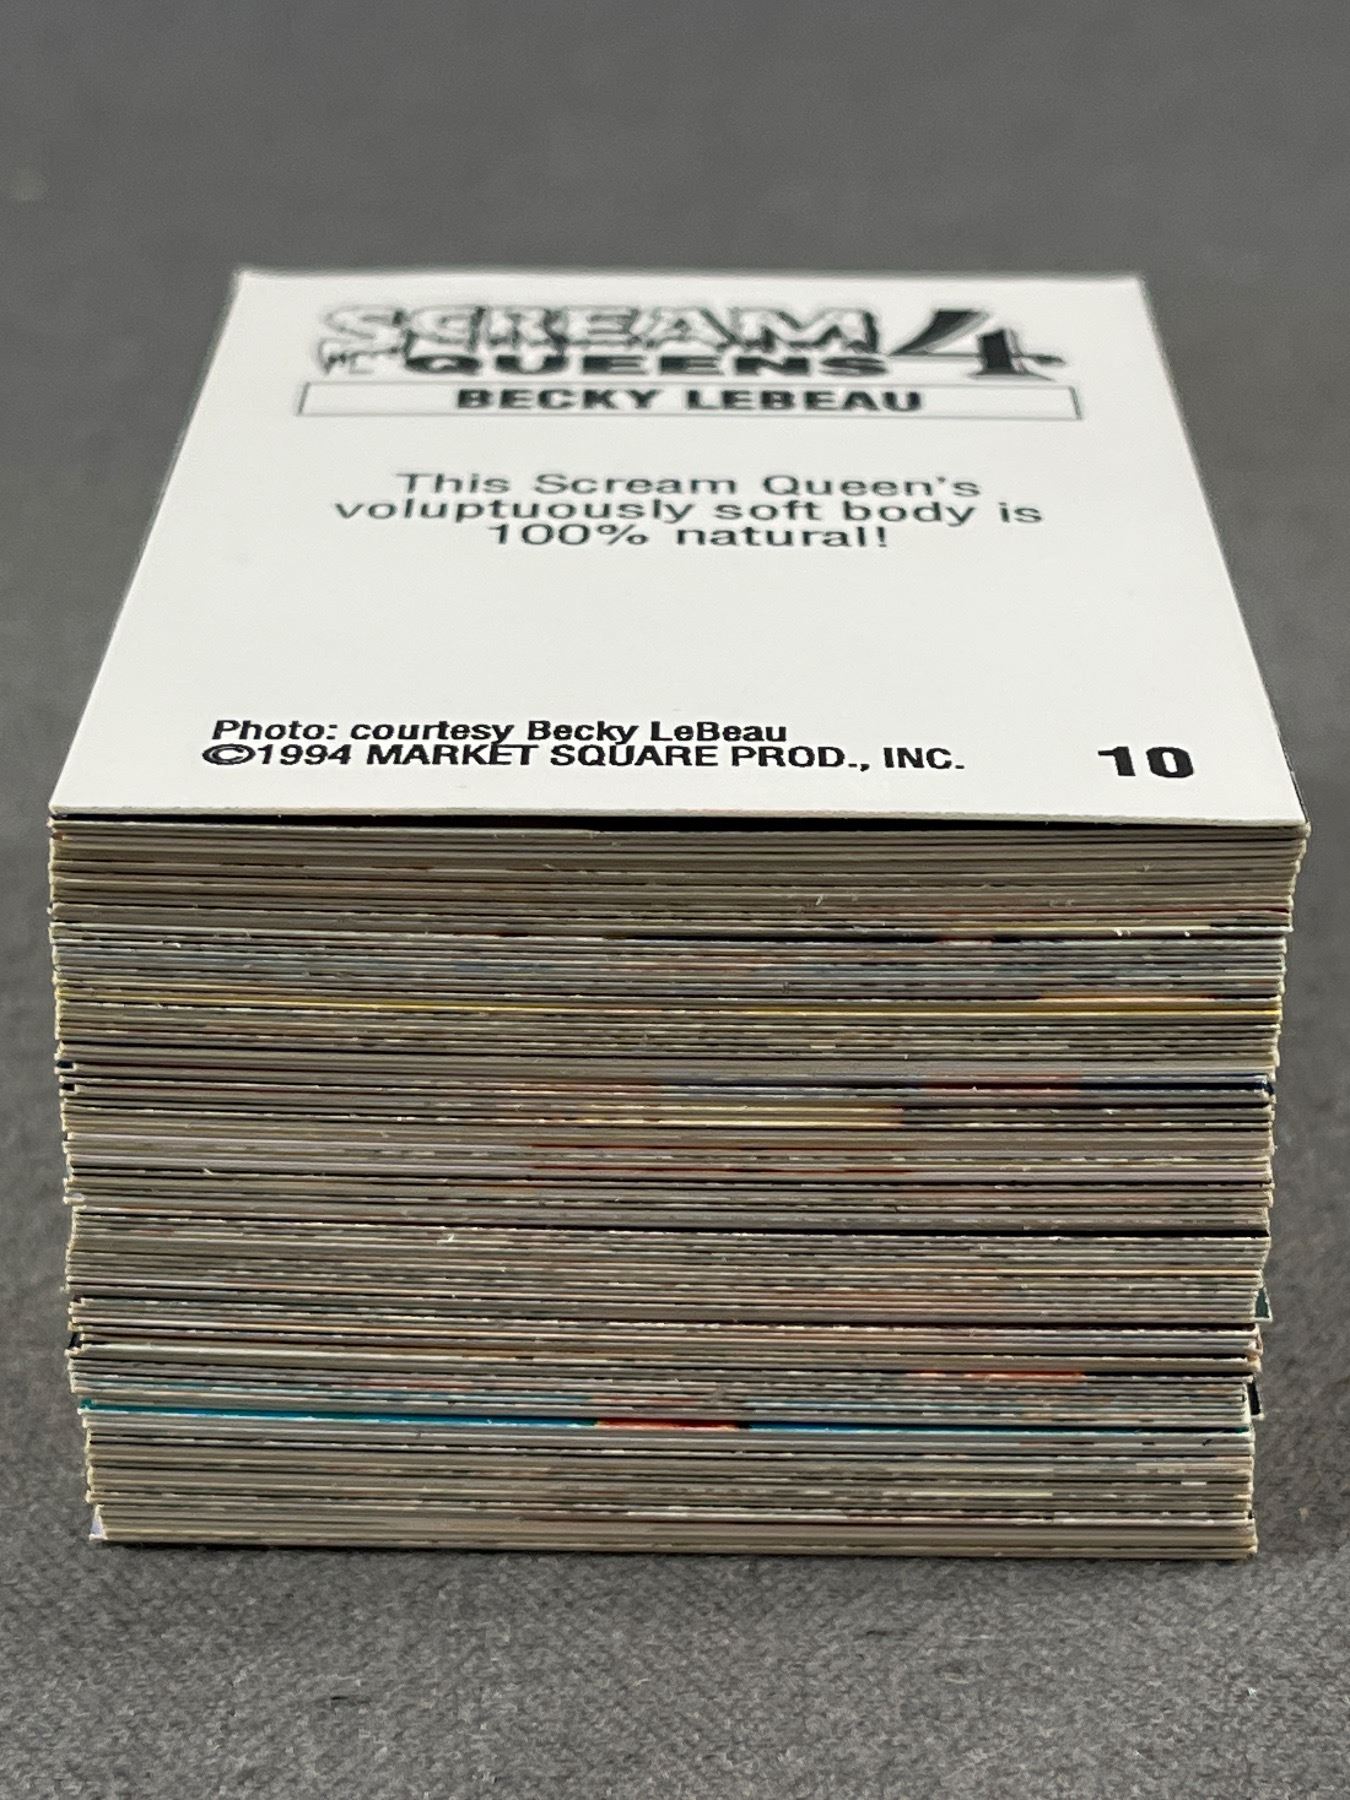 SCREAM
QUEENS 4
BECKY LEBEAU
This Scream Queen's
voluptuously soft body is
100% natural!
Photo: courtesy Becky LeBeau
©1994 MARKET SQUARE PROD., INC.
10